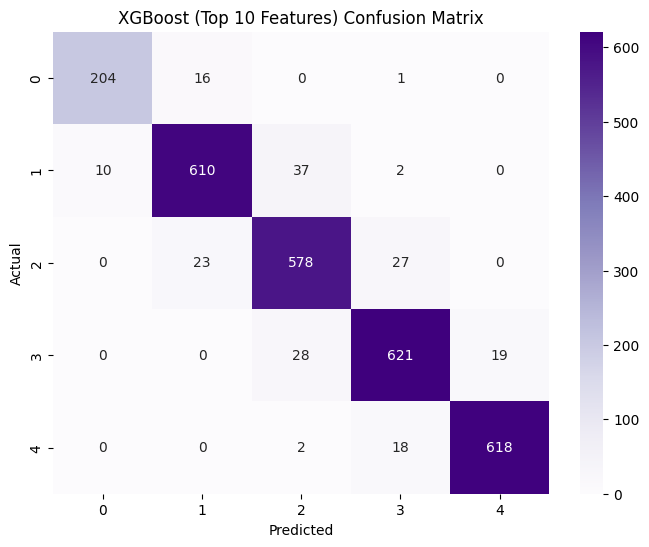 XGBoost (Top 10 Features) Confusion Matrix
0 204 16 0 1 0
1 10 610 37 2 0
2 0 23 578 27 0
3 0 0 28 621 19
4 0 0 2 18 618
0 1 2 3 4
Actual
Predicted
600
500
400
300
200
100
0